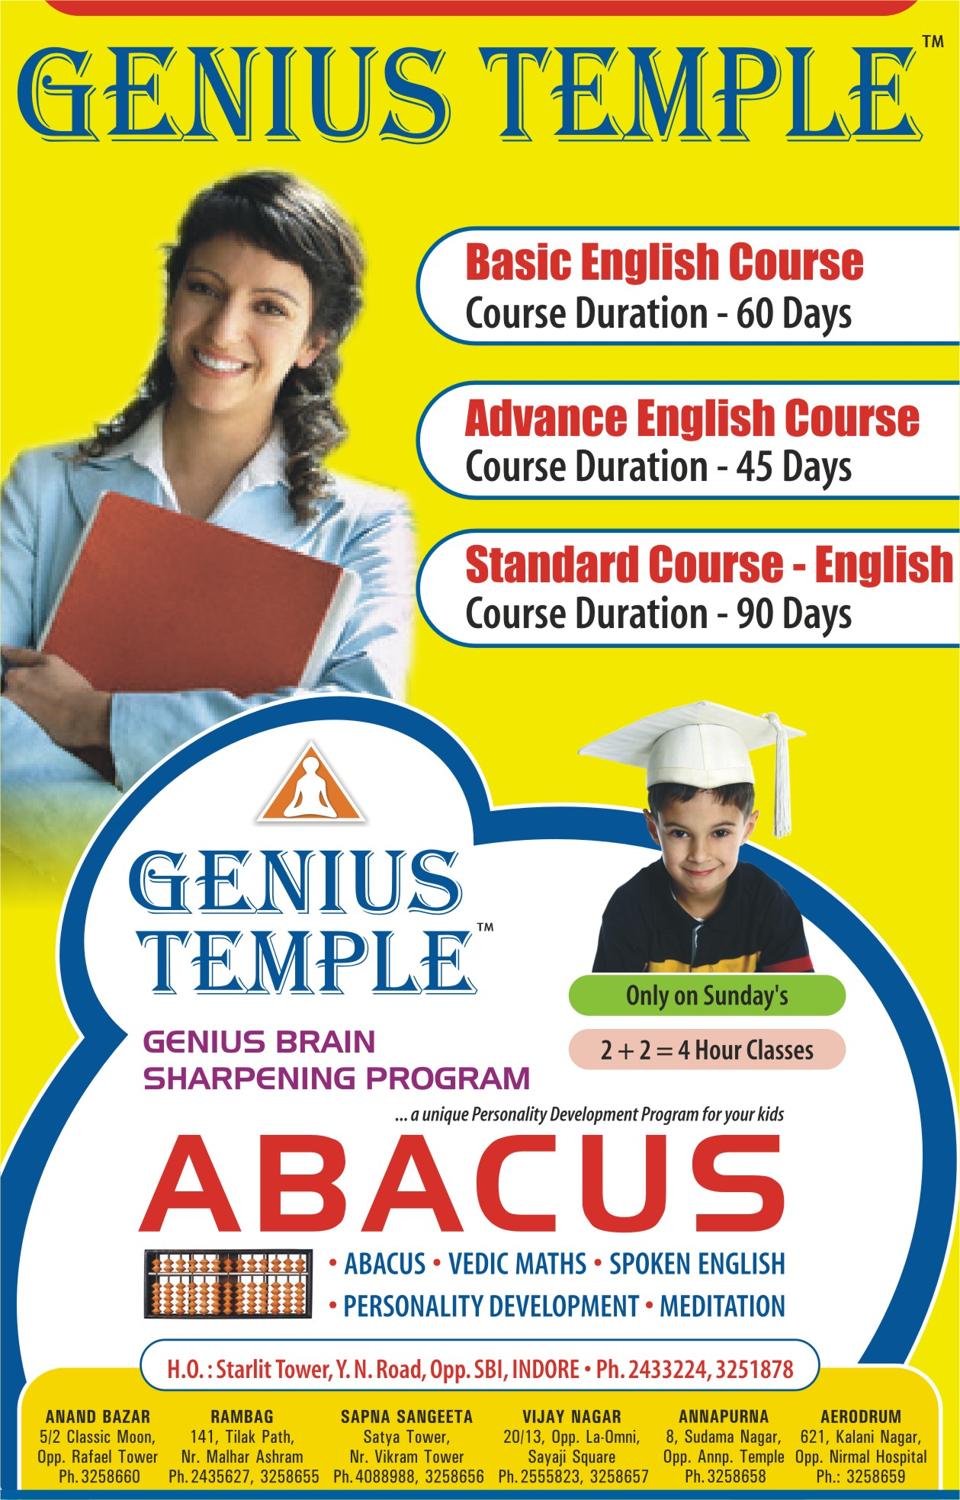 GENIUS TEMPLE™
Basic English Course
Course Duration - 60 Days
Advance English Course
Course Duration - 45 Days
Standard Course - English
Course Duration - 90 Days
GENIUS
TEMPLE™
Only on Sunday's
2 + 2 = 4 Hour Classes
GENIUS BRAIN
SHARPENING PROGRAM
... a unique Personality Development Program for your kids
ABACUS
• ABACUS • VEDIC MATHS • SPOKEN ENGLISH
• PERSONALITY DEVELOPMENT • MEDITATION
H.O. : Starlit Tower, Y. N. Road, Opp. SBI, INDORE • Ph. 2433224, 3251878
ANAND BAZAR
5/2 Classic Moon,
Opp. Rafael Tower
Ph. 3258660
RAMBAG
141, Tilak Path,
Nr. Malhar Ashram
Ph. 2435627, 3258655
SAPNA SANGEETA
Satya Tower,
Nr. Vikram Tower
Ph. 4088988, 3258656
VIJAY NAGAR
20/13, Opp. La-Omni,
Sayaji Square
Ph. 2555823, 3258657
ANNAPURNA
8, Sudama Nagar,
Opp. Annp. Temple
Ph. 3258658
AERODRUM
621, Kalani Nagar,
Opp. Nirmal Hospital
Ph.: 3258659